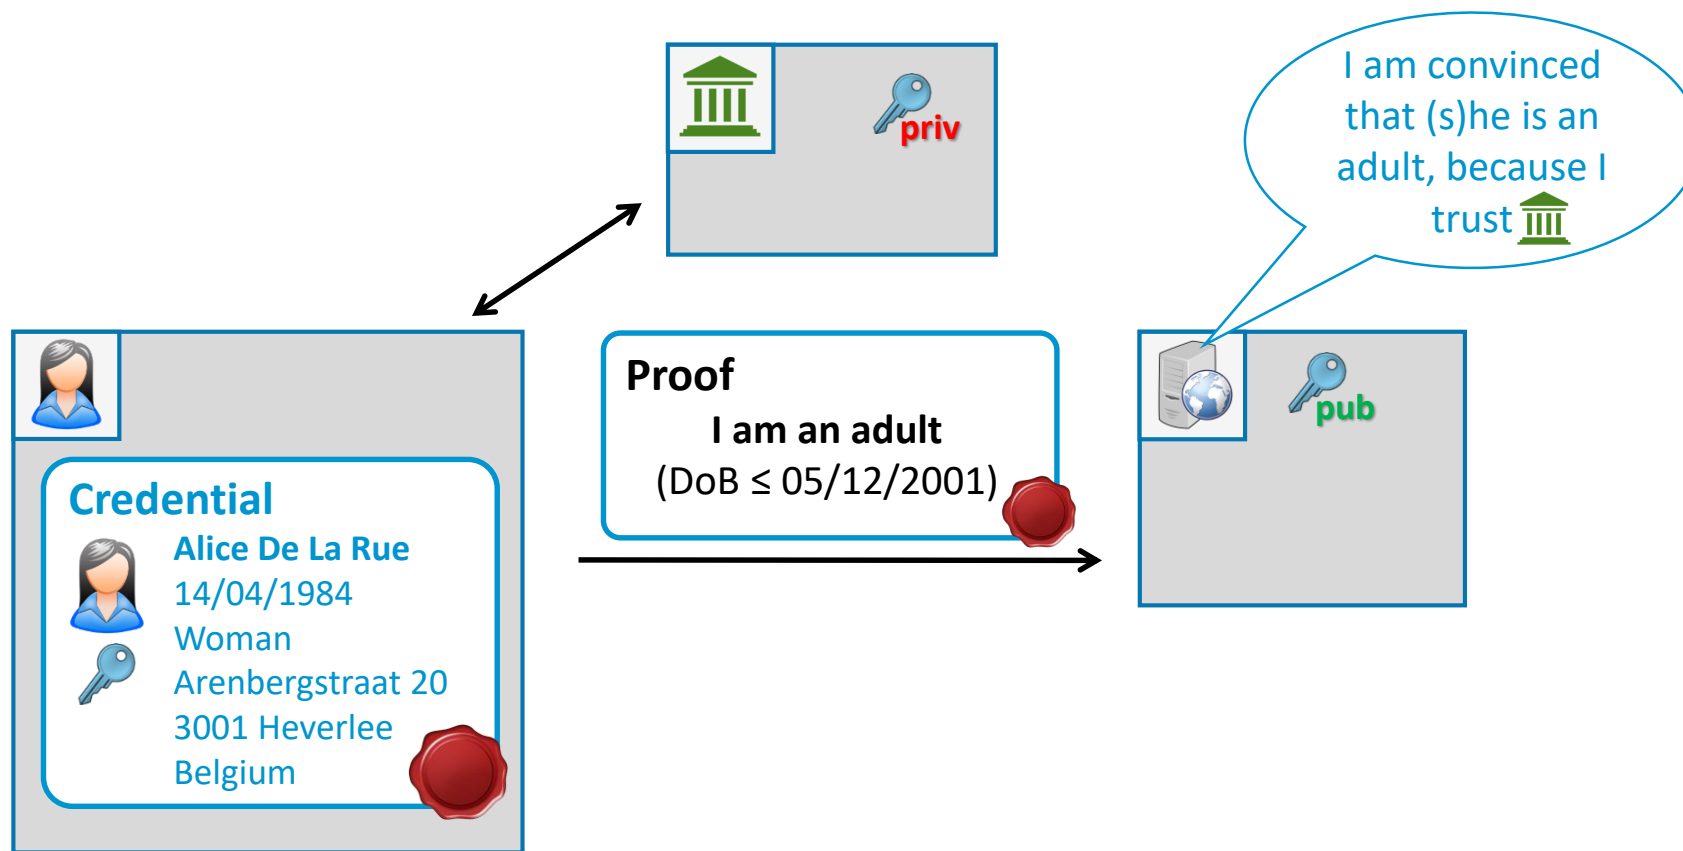 priv
I am convinced
that (s)he is an
adult, because I
trust
Proof
I am an adult
(DoB ≤ 05/12/2001)
pub
Credential
Alice De La Rue
14/04/1984
Woman
Arenbergstraat 20
3001 Heverlee
Belgium